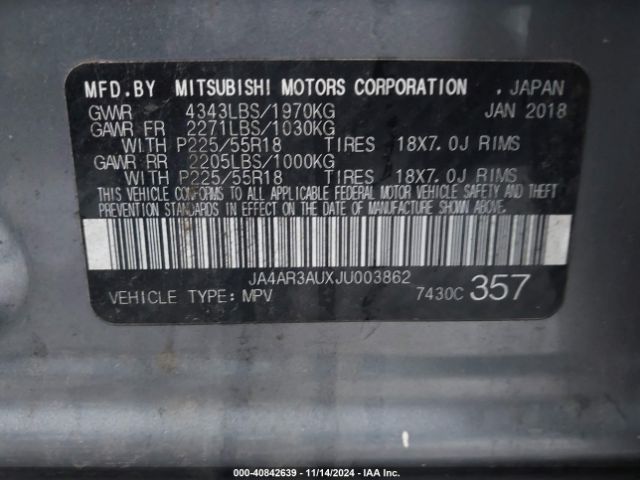 MFD.BY MITSUBISHI MOTORS CORPORATION . JAPAN
GVWR 4343LBS/1970KG JAN 2018
GAWR FR 2271LBS/1030KG
WITH P225/55R18 TIRES 18X7.0J RIMS
GAWR RR 2205LBS/1000KG
WITH P225/55R18 TIRES 18X7.0J RIMS
THIS VEHICLE CONFORMS TO ALL APPLICABLE FEDERAL MOTOR VEHICLE SAFETY AND THEFT
PREVENTION STANDARDS IN EFFECT ON THE DATE OF MANUFACTURE SHOWN ABOVE.
JA4AR3AUXJU003862
VEHICLE TYPE: MPV 7430C 357
000-40842639 - 11/14/2024 - IAAI.CA